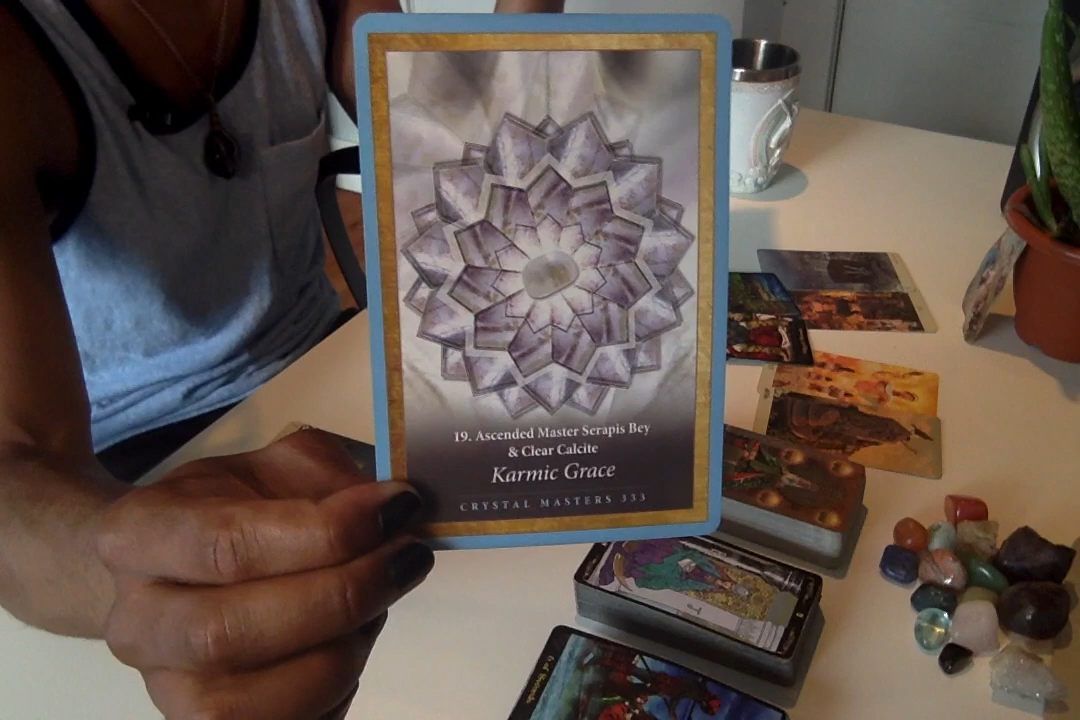 19. Ascended Master Serapis Bey
& Clear Calcite
Karmic Grace
CRYSTAL MASTERS 333